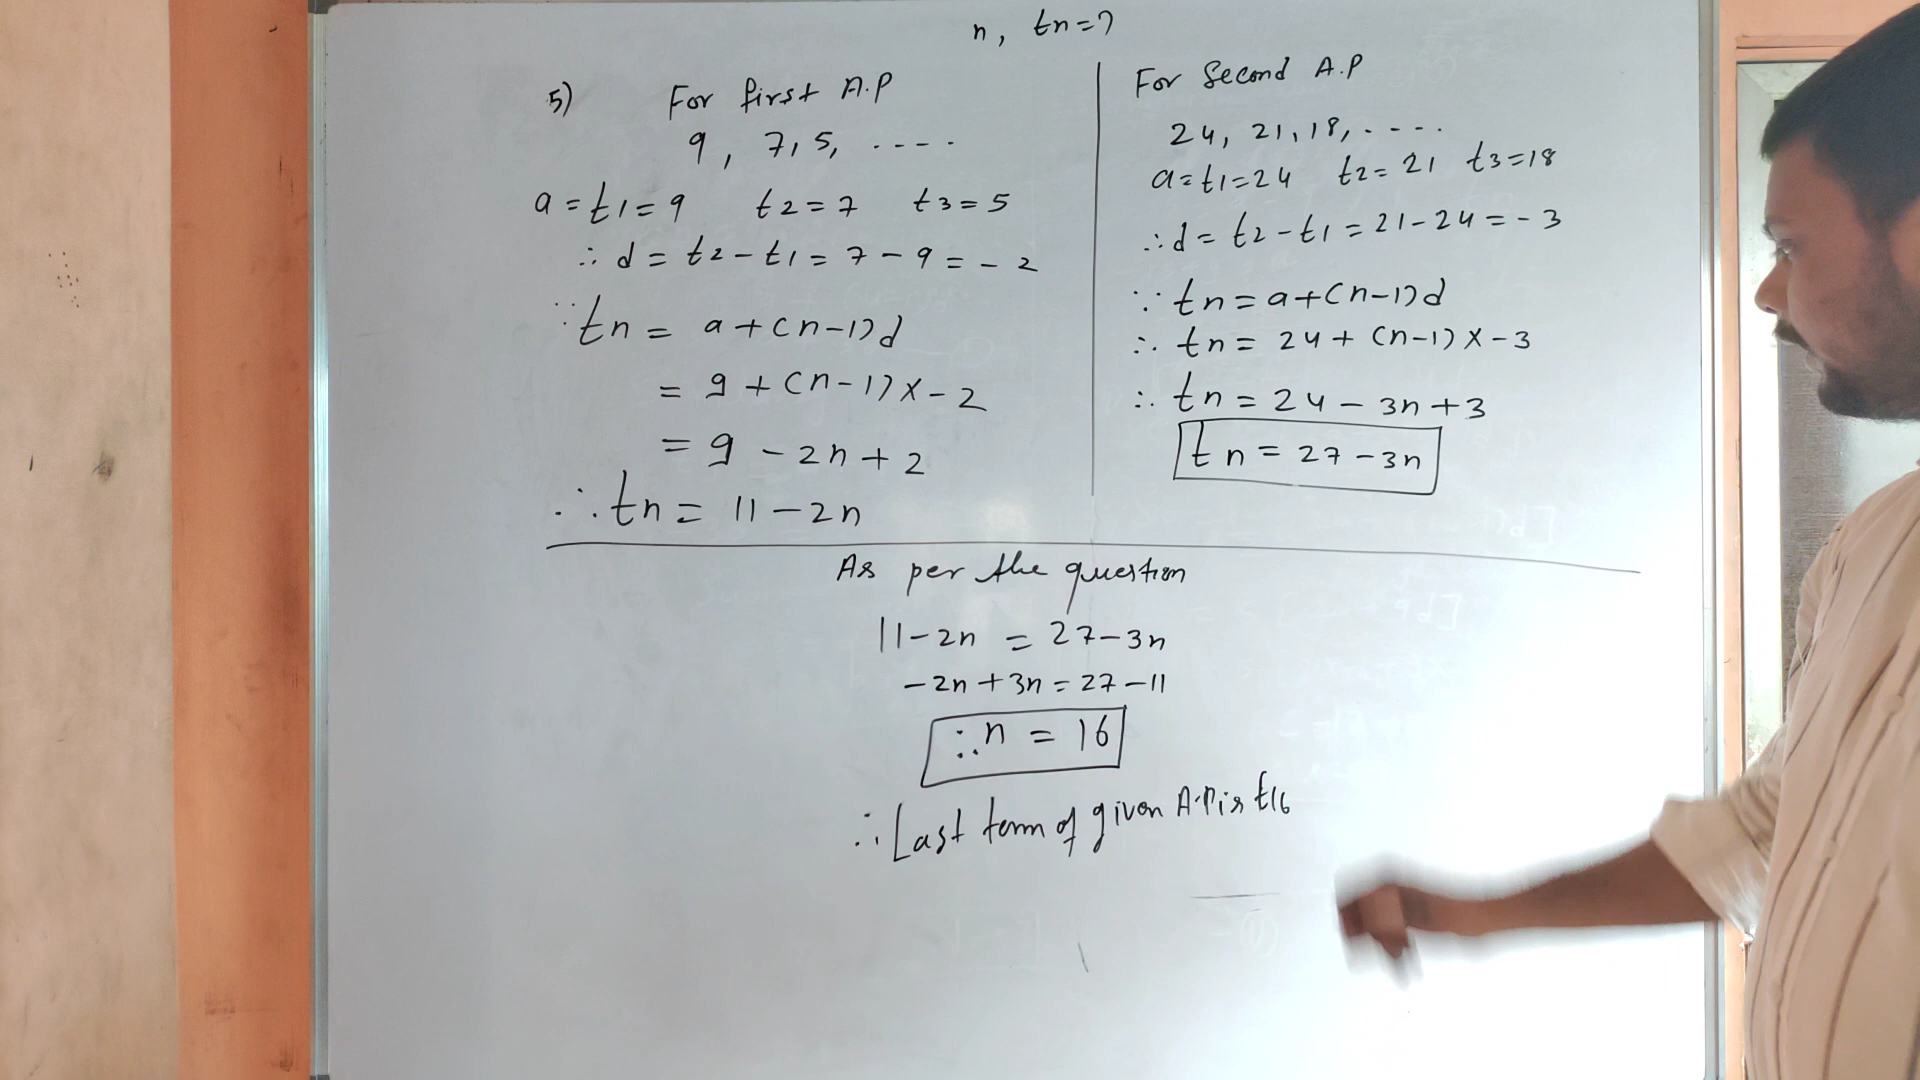 n, tn=?
5) For first A.P
9, 7, 5, ----
a = t1 = 9 t2 = 7 t3 = 5
∴ d = t2 - t1 = 7 - 9 = - 2
∵ tn = a + (n-1)d
= 9 + (n-1) x - 2
= 9 - 2n + 2
∴ tn = 11 - 2n
For Second A.P
24, 21, 18, ----
a = t1 = 24 t2 = 21 t3 = 18
∴ d = t2 - t1 = 21 - 24 = - 3
∵ tn = a + (n-1)d
∴ tn = 24 + (n-1) x - 3
∴ tn = 24 - 3n + 3
tn = 27 - 3n
As per the question
11 - 2n = 27 - 3n
- 2n + 3n = 27 - 11
∴ n = 16
∴ Last term of given A.P is t16